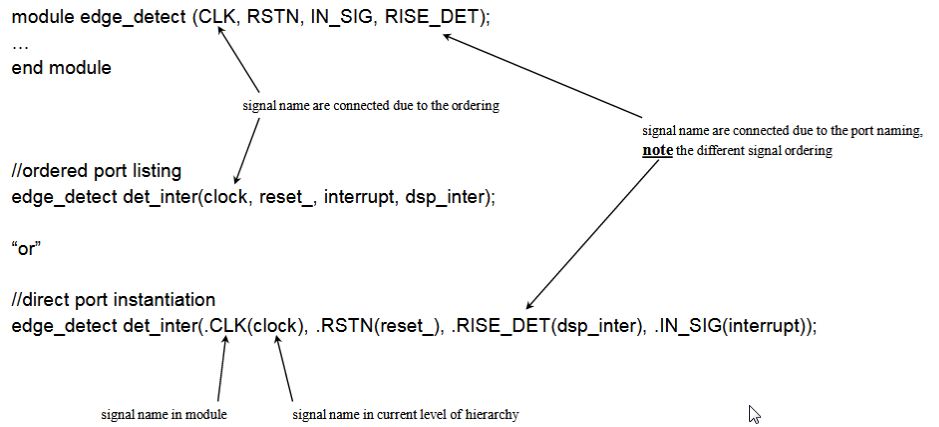 module edge_detect (CLK, RSTN, IN_SIG, RISE_DET);
…
end module
signal name are connected due to the ordering
signal name are connected due to the port naming,
note the different signal ordering
//ordered port listing
edge_detect det_inter(clock, reset_, interrupt, dsp_inter);
“or”
//direct port instantiation
edge_detect det_inter(.CLK(clock), .RSTN(reset_), .RISE_DET(dsp_inter), .IN_SIG(interrupt));
signal name in module
signal name in current level of hierarchy